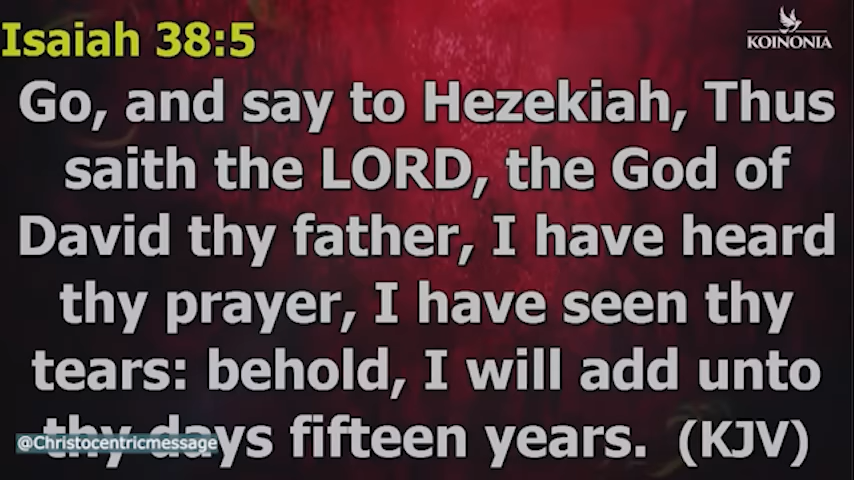 Isaiah 38:5
KOINONIA
Go, and say to Hezekiah, Thus
saith the LORD, the God of
David thy father, I have heard
thy prayer, I have seen thy
tears: behold, I will add unto
thy days fifteen years. (KJV)
@Christocentricmessage